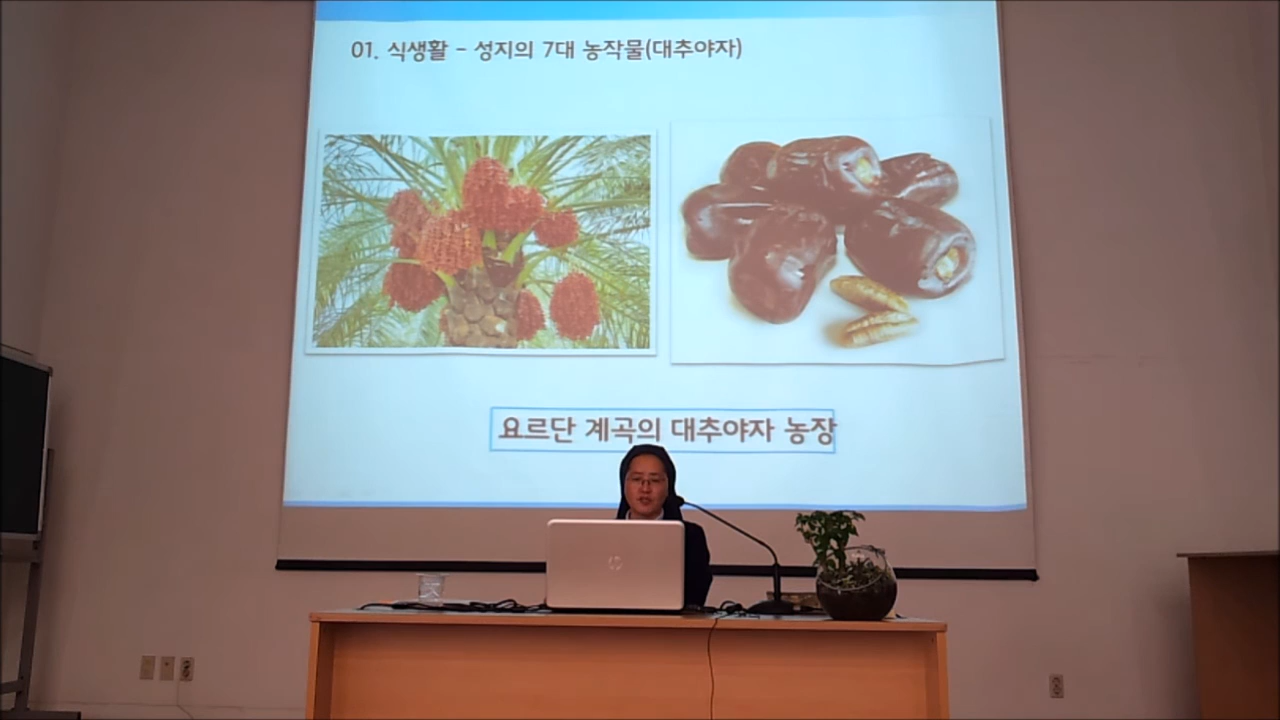 01. 식생활 - 성지의 7대 농작물(대추야자)
요르단 계곡의 대추야자 농장
hp